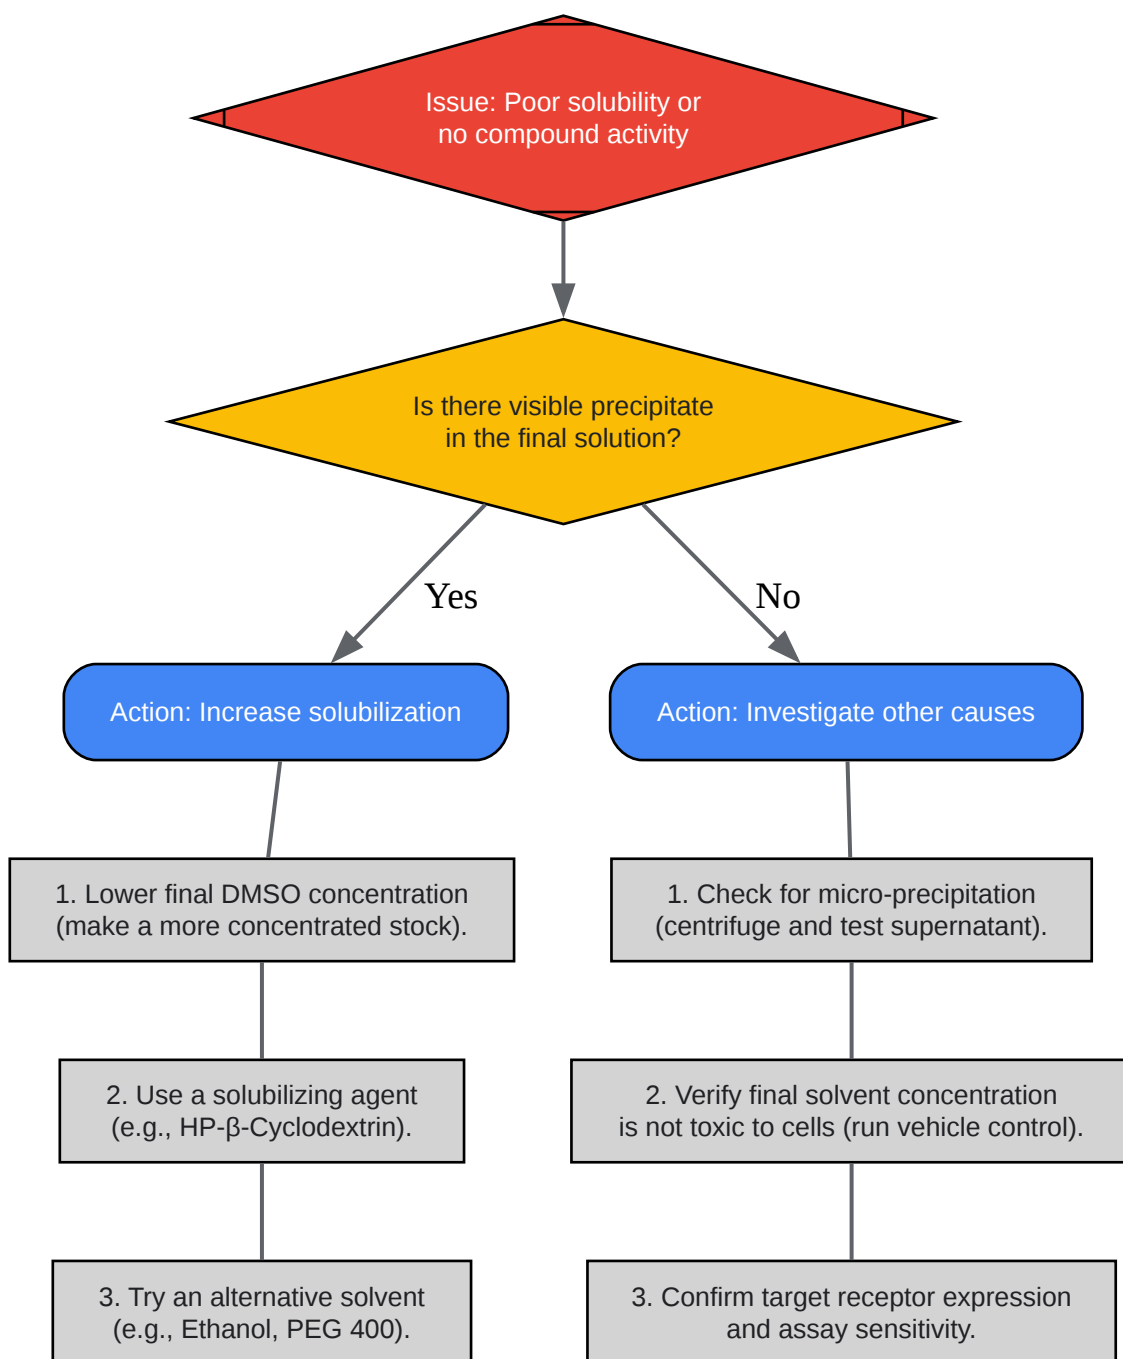 Issue: Poor solubility or
no compound activity
Is there visible precipitate
in the final solution?
Yes
No
Action: Increase solubilization
Action: Investigate other causes
1. Lower final DMSO concentration
(make a more concentrated stock).
1. Check for micro-precipitation
(centrifuge and test supernatant).
2. Use a solubilizing agent
(e.g., HP-β-Cyclodextrin).
2. Verify final solvent concentration
is not toxic to cells (run vehicle control).
3. Try an alternative solvent
(e.g., Ethanol, PEG 400).
3. Confirm target receptor expression
and assay sensitivity.